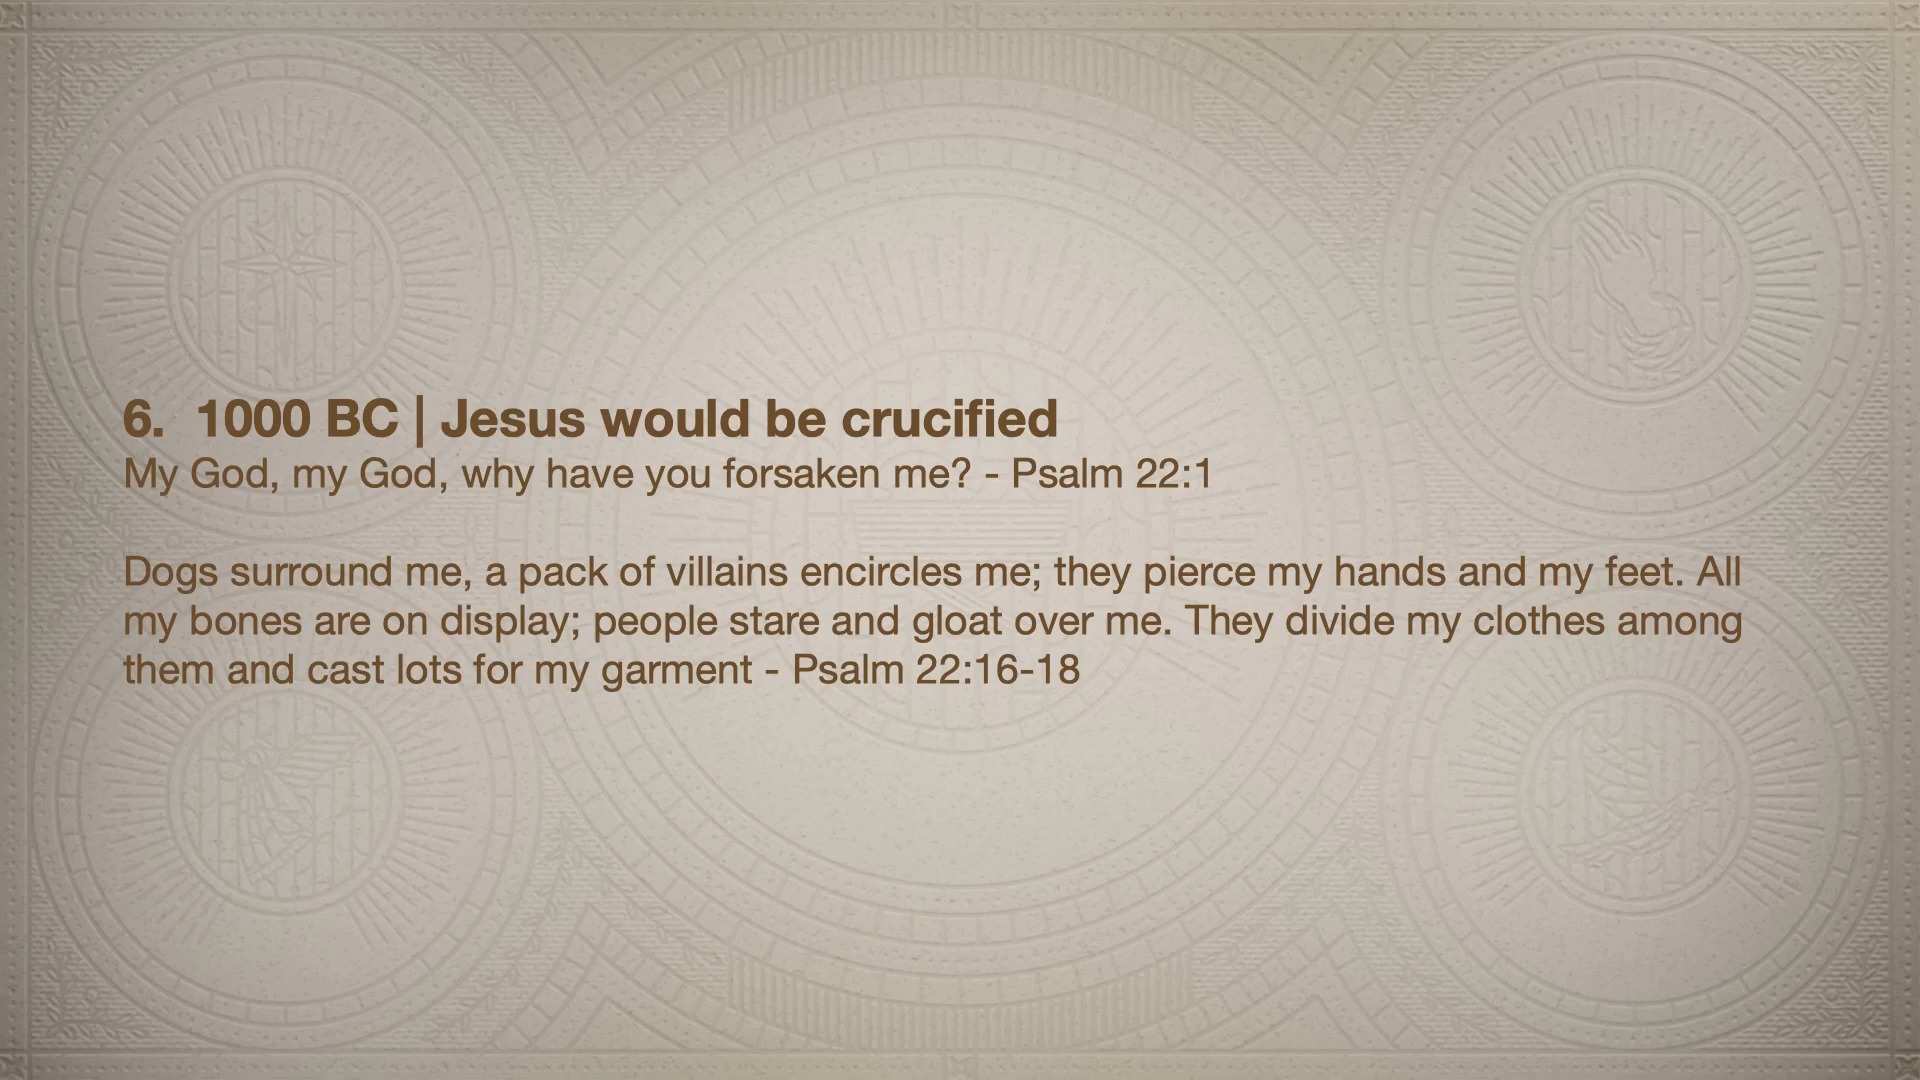 6. 1000 BC | Jesus would be crucified
My God, my God, why have you forsaken me? - Psalm 22:1
Dogs surround me, a pack of villains encircles me; they pierce my hands and my feet. All
my bones are on display; people stare and gloat over me. They divide my clothes among
them and cast lots for my garment - Psalm 22:16-18